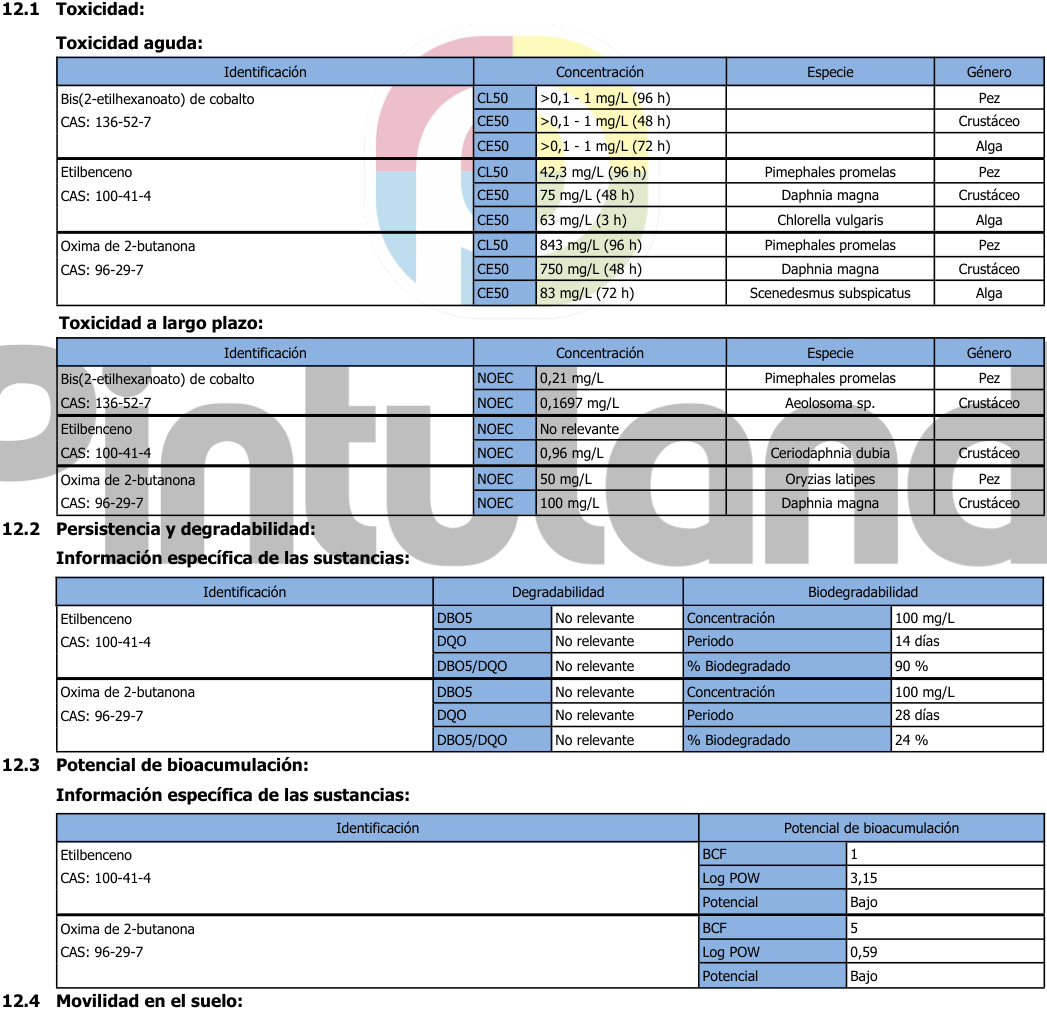 12.1 Toxicidad:
Toxicidad aguda:
Identificación Concentración Especie Género
Bis(2-etilhexanoato) de cobalto CL50 >0,1 - 1 mg/L (96 h) Pez
CAS: 136-52-7 CE50 >0,1 - 1 mg/L (48 h) Crustáceo
CE50 >0,1 - 1 mg/L (72 h) Alga
Etilbenceno CL50 42,3 mg/L (96 h) Pimephales promelas Pez
CAS: 100-41-4 CE50 75 mg/L (48 h) Daphnia magna Crustáceo
CE50 63 mg/L (3 h) Chlorella vulgaris Alga
Oxima de 2-butanona CL50 843 mg/L (96 h) Pimephales promelas Pez
CAS: 96-29-7 CE50 750 mg/L (48 h) Daphnia magna Crustáceo
CE50 83 mg/L (72 h) Scenedesmus subspicatus Alga
Toxicidad a largo plazo:
Identificación Concentración Especie Género
Bis(2-etilhexanoato) de cobalto NOEC 0,21 mg/L Pimephales promelas Pez
CAS: 136-52-7 NOEC 0,1697 mg/L Aeolosoma sp. Crustáceo
Etilbenceno NOEC No relevante
CAS: 100-41-4 NOEC 0,96 mg/L Ceriodaphnia dubia Crustáceo
Oxima de 2-butanona NOEC 50 mg/L Oryzias latipes Pez
CAS: 96-29-7 NOEC 100 mg/L Daphnia magna Crustáceo
Pintuland
12.2 Persistencia y degradabilidad:
Información específica de las sustancias:
Identificación Degradabilidad Biodegradabilidad
Etilbenceno DBO5 No relevante Concentración 100 mg/L
CAS: 100-41-4 DQO No relevante Periodo 14 días
DBO5/DQO No relevante % Biodegradado 90 %
Oxima de 2-butanona DBO5 No relevante Concentración 100 mg/L
CAS: 96-29-7 DQO No relevante Periodo 28 días
DBO5/DQO No relevante % Biodegradado 24 %
12.3 Potencial de bioacumulación:
Información específica de las sustancias:
Identificación Potencial de bioacumulación
Etilbenceno BCF 1
CAS: 100-41-4 Log POW 3,15
Potencial Bajo
Oxima de 2-butanona BCF 5
CAS: 96-29-7 Log POW 0,59
Potencial Bajo
12.4 Movilidad en el suelo: